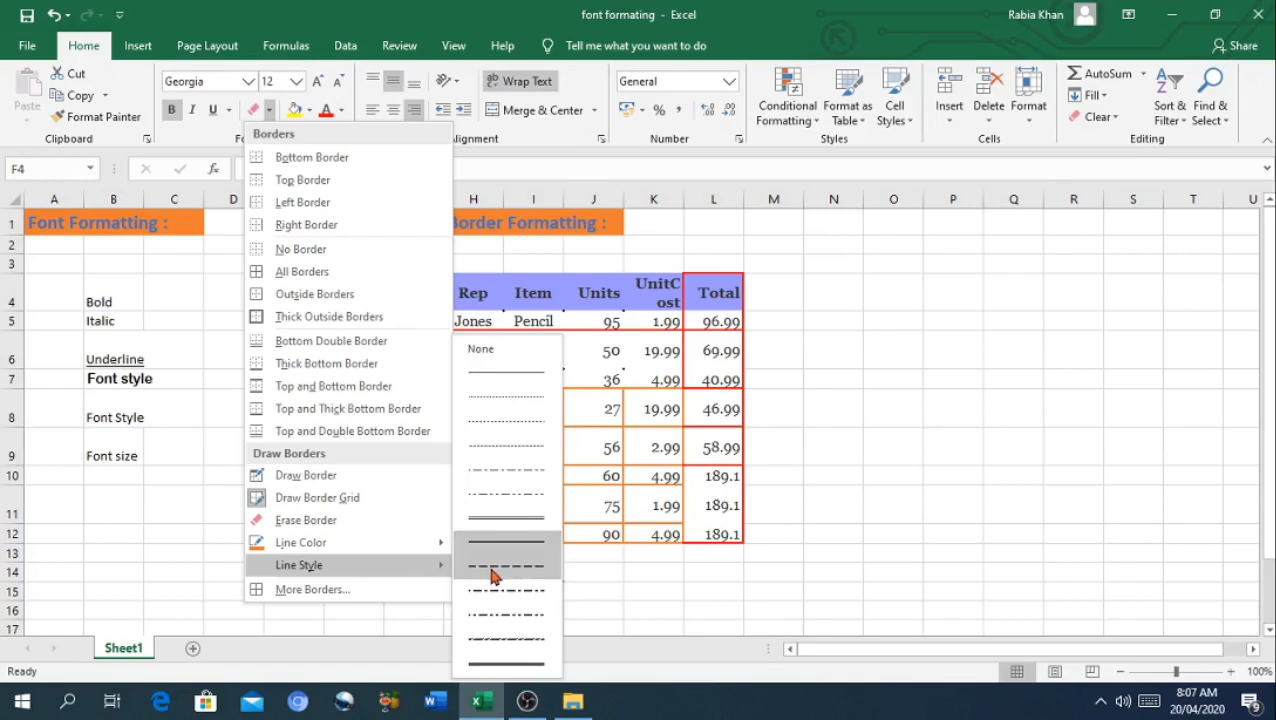 font formating - Excel
Rabia Khan
File Home Insert Page Layout Formulas Data Review View Help Tell me what you want to do Share
Paste
Cut
Copy
Format Painter
Clipboard
Georgia 12
B I U
Wrap Text
Merge & Center
Alignment
General
Number
Conditional Formatting
Format as Table
Cell Styles
Styles
Insert
Delete
Format
Cells
AutoSum
Fill
Clear
Sort & Filter
Find & Select
Editing
F4
fx
A B C D H I J K L M N O P Q R S T U
1 Font Formatting : Border Formatting :
2
3
4 Bold Rep Item Units UnitC ost Total
5 Italic Jones Pencil 95 1.99 96.99
6 Underline 50 19.99 69.99
7 Font style 36 4.99 40.99
8 Font Style 27 19.99 46.99
9 Font size 56 2.99 58.99
10 60 4.99 189.1
11 75 1.99 189.1
12 90 4.99 189.1
13
14
15
16
17
Borders
Bottom Border
Top Border
Left Border
Right Border
No Border
All Borders
Outside Borders
Thick Outside Borders
Bottom Double Border
Thick Bottom Border
Top and Bottom Border
Top and Thick Bottom Border
Top and Double Bottom Border
Draw Borders
Draw Border
Draw Border Grid
Erase Border
Line Color
Line Style
More Borders...
None
Sheet1
Ready
100%
8:07 AM
20/04/2020
9